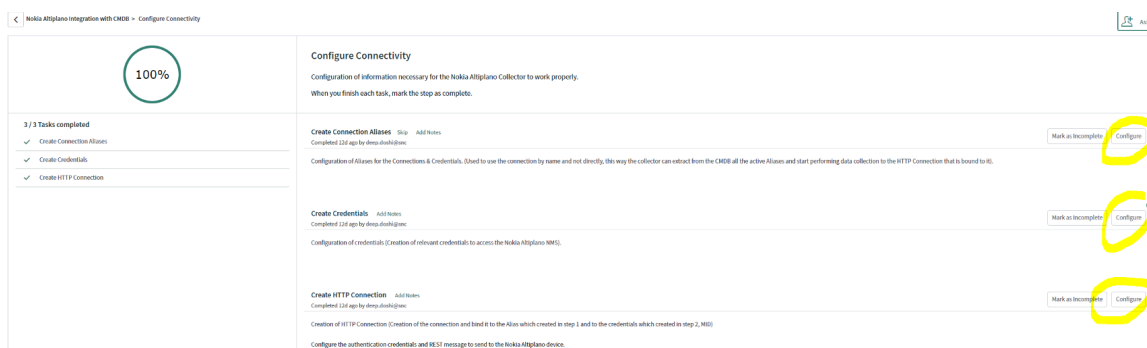 Nokia Altiplano Integration with CMDB > Configure Connectivity
As
100%
Configure Connectivity
Configuration of information necessary for the Nokia Altiplano Collector to work properly.
When you finish each task, mark the step as complete.
3 / 3 Tasks completed
Create Connection Aliases
Create Credentials
Create HTTP Connection
Create Connection Aliases Skip Add Notes
Completed 12d ago by deep.doshi@snc
Mark as Incomplete Configure
Configuration of Aliases for the Connections & Credentials. (Used to use the connection by name and not directly, this way the collector can extract from the CMDB all the active Aliases and start performing data collection to the HTTP Connection that is bound to it).
Create Credentials Add Notes
Completed 12d ago by deep.doshi@snc
Mark as Incomplete Configure
Configuration of credentials (Creation of relevant credentials to access the Nokia Altiplano NMS).
Create HTTP Connection Add Notes
Completed 12d ago by deep.doshi@snc
Mark as Incomplete Configure
Creation of HTTP Connection (Creation of the connection and bind it to the Alias which created in step 1 and to the credentials which created in step 2, MID)
Configure the authentication credentials and REST message to send to the Nokia Altiplano device.